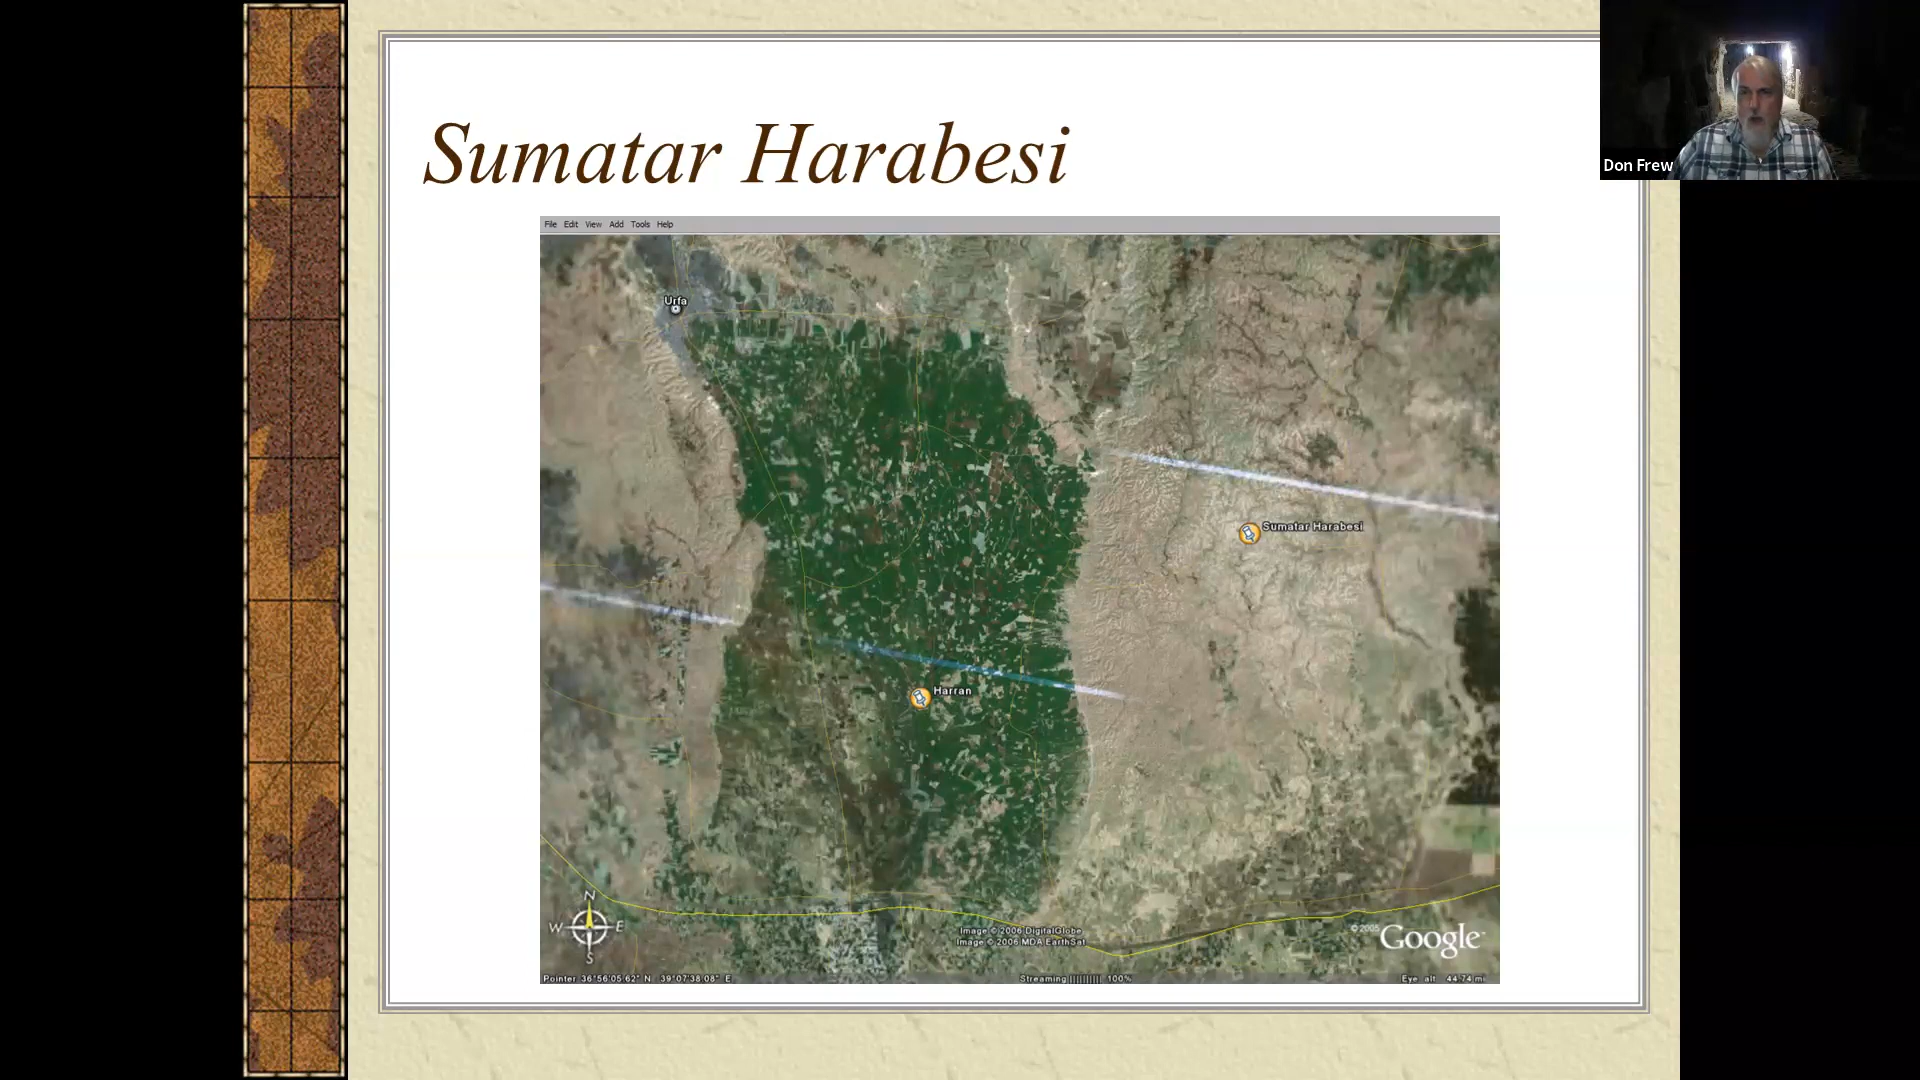 Sumatar Harabesi
Don Frew
File Edit View Add Tools Help
Urfa
Sumatar Harabesi
Harran
N
W E
S
Image © 2006 DigitalGlobe
Image © 2006 MDA EarthSat
© 2005 Google
Pointer 36°56'05.62" N 39°07'38.08" E Streaming |||||||||| 100% Eye alt 44.74 mi